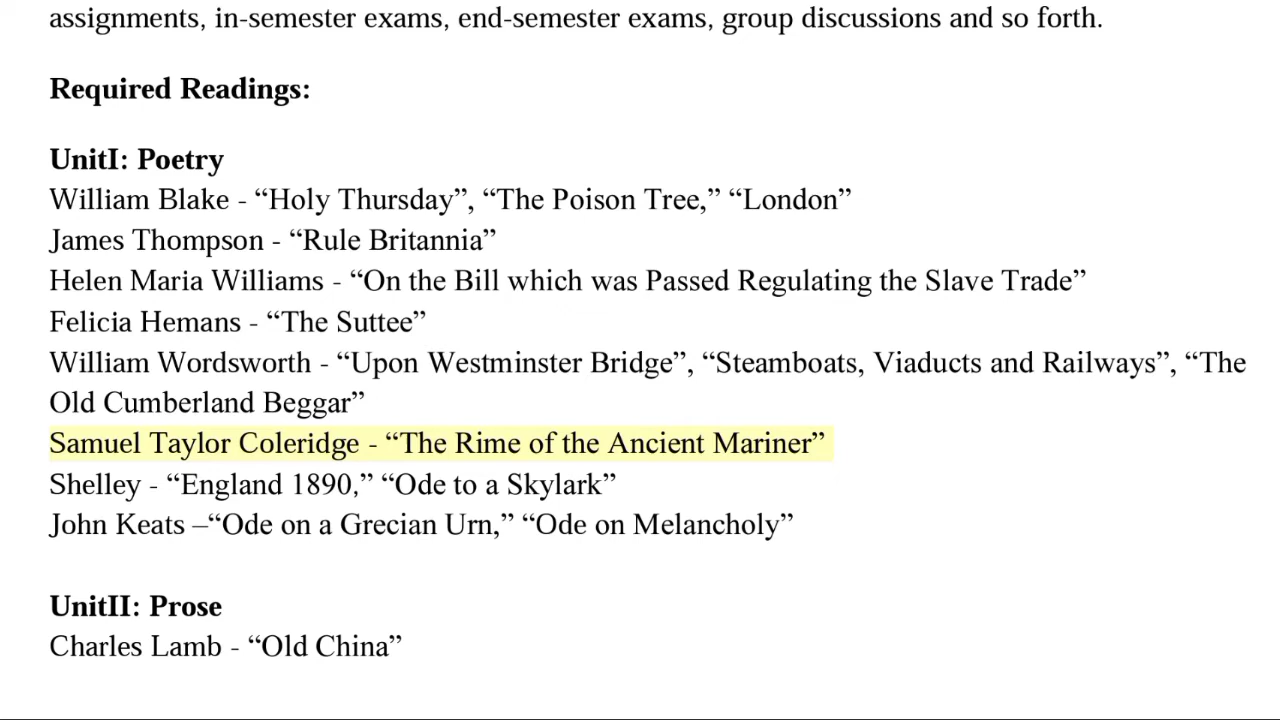 assignments, in-semester exams, end-semester exams, group discussions and so forth.
Required Readings:
UnitI: Poetry
William Blake - “Holy Thursday”, “The Poison Tree,” “London”
James Thompson - “Rule Britannia”
Helen Maria Williams - “On the Bill which was Passed Regulating the Slave Trade”
Felicia Hemans - “The Suttee”
William Wordsworth - “Upon Westminster Bridge”, “Steamboats, Viaducts and Railways”, “The
Old Cumberland Beggar”
Samuel Taylor Coleridge - “The Rime of the Ancient Mariner”
Shelley - “England 1890,” “Ode to a Skylark”
John Keats –“Ode on a Grecian Urn,” “Ode on Melancholy”
UnitII: Prose
Charles Lamb - “Old China”